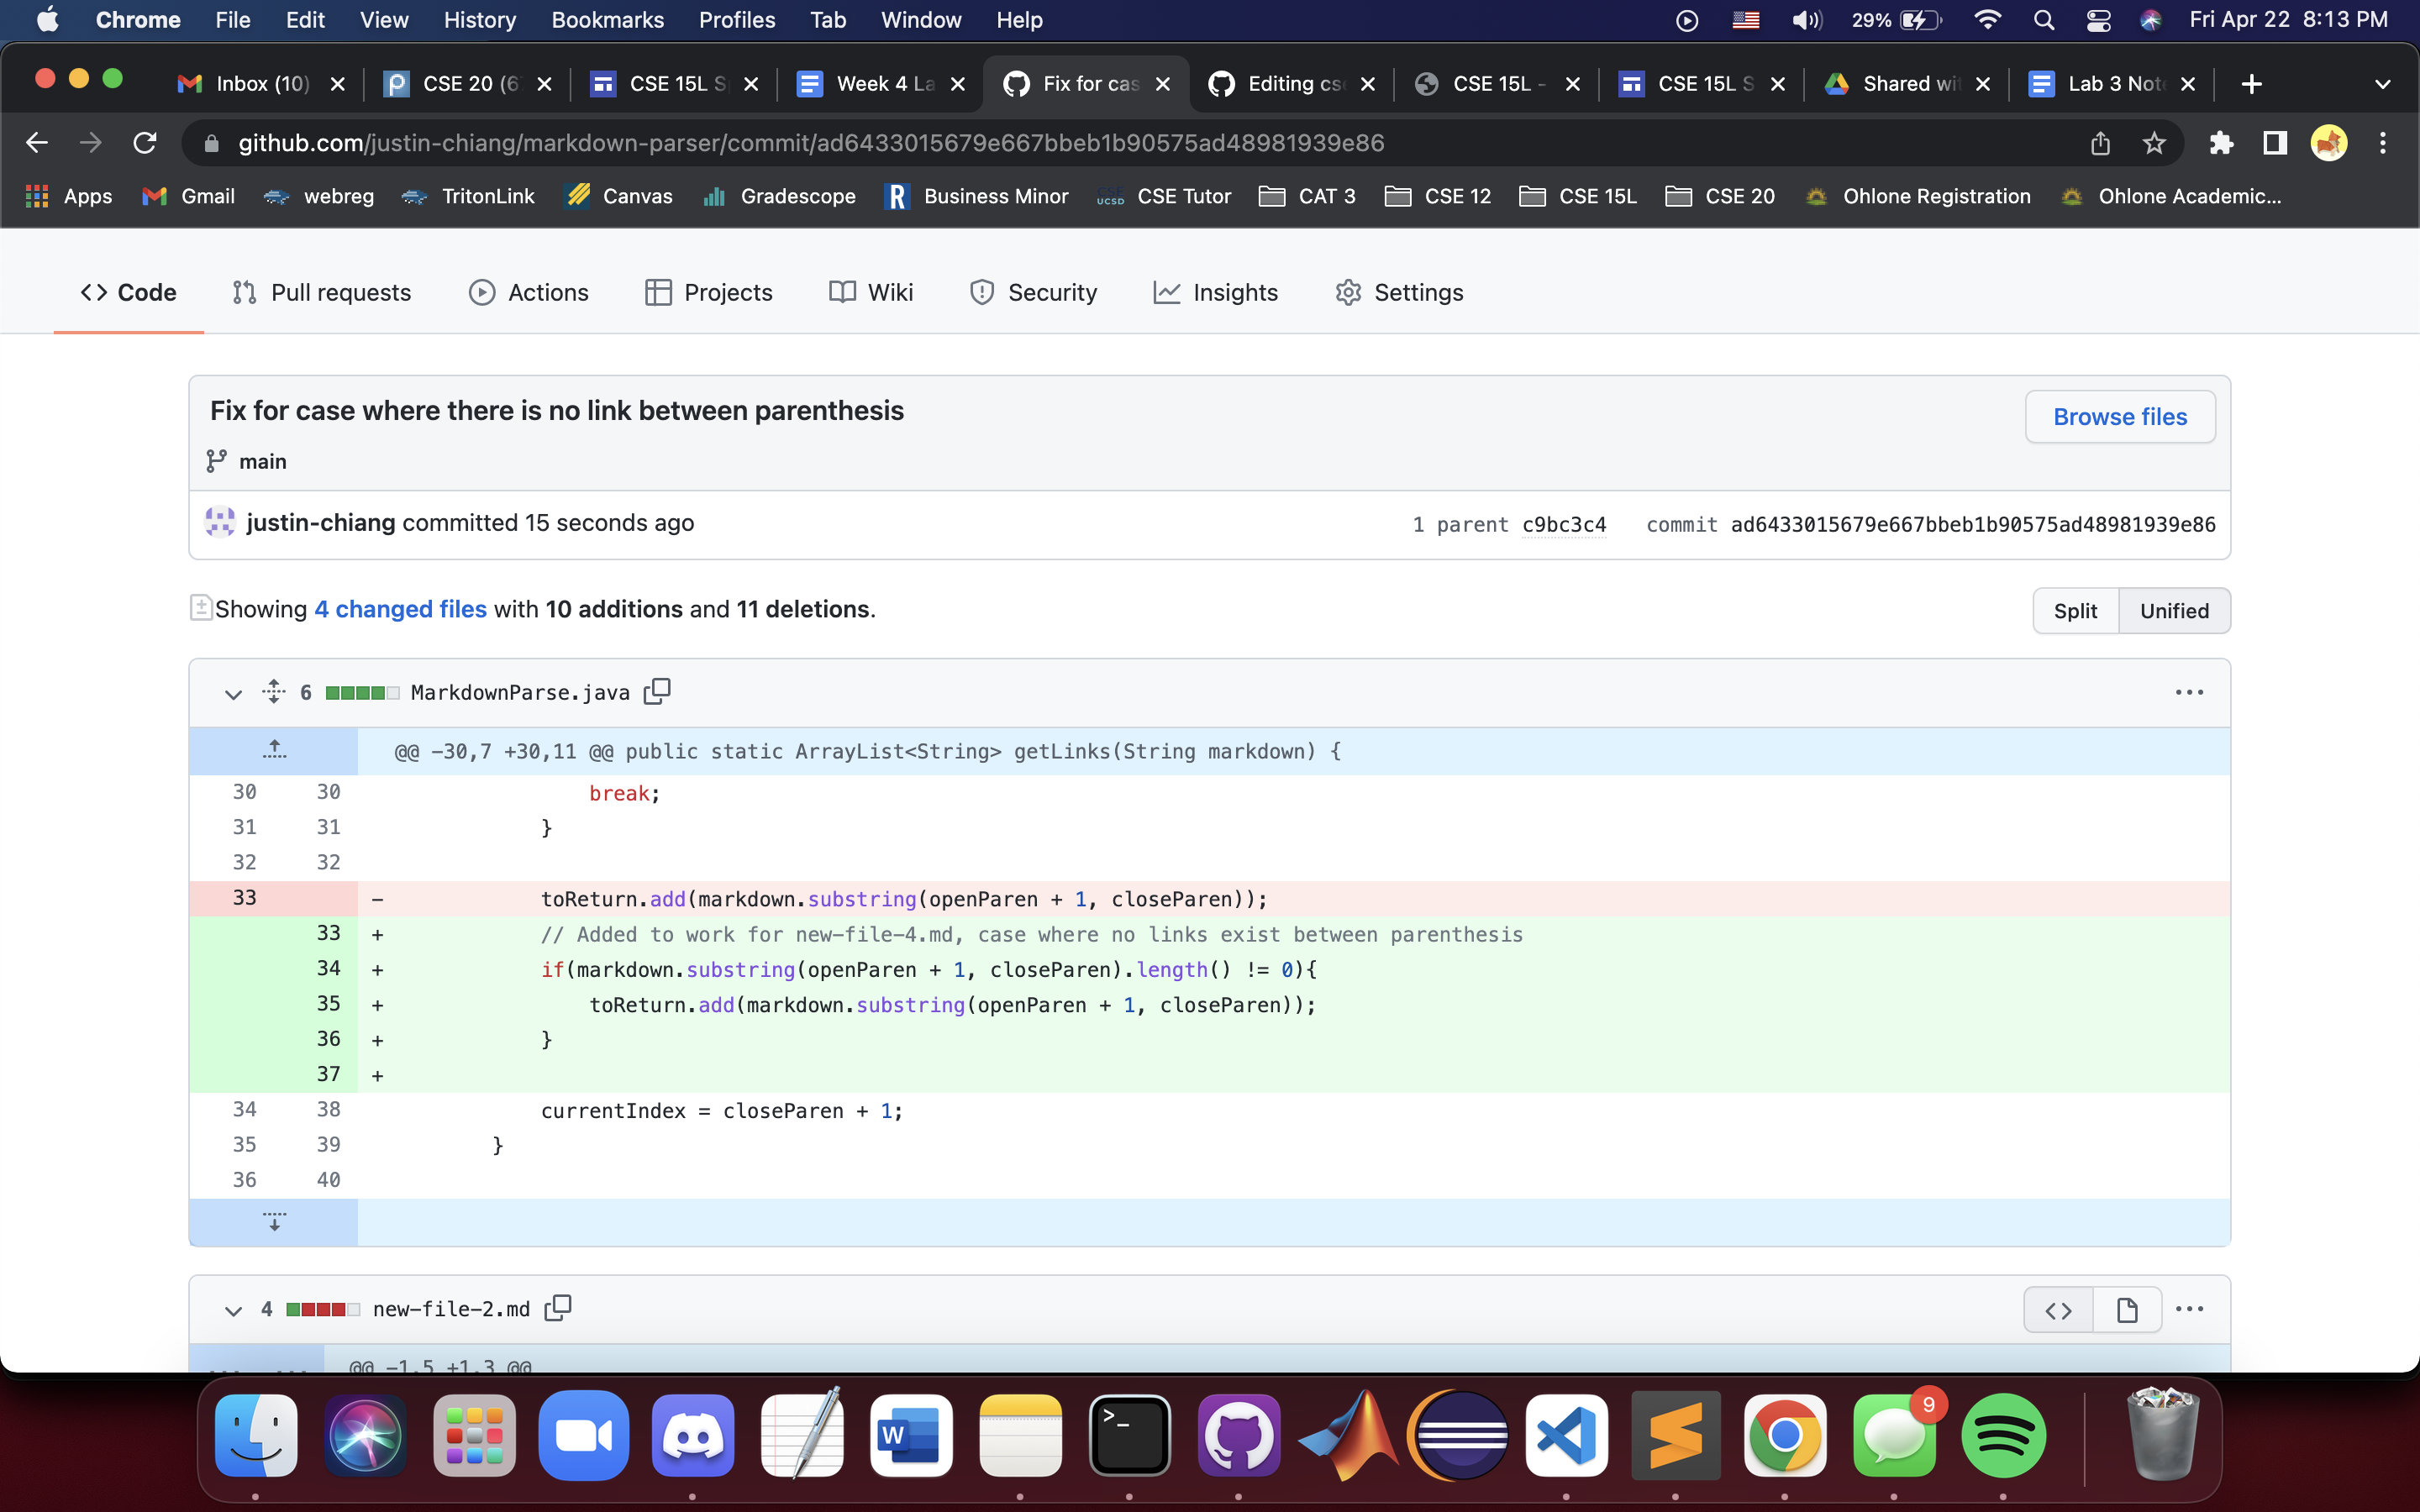 Chrome File Edit View History Bookmarks Profiles Tab Window Help 29% Fri Apr 22 8:13 PM
Inbox (10) CSE 20 (6 CSE 15L S Week 4 La Fix for cas Editing cs CSE 15L - CSE 15L S Shared wi Lab 3 Not
github.com/justin-chiang/markdown-parser/commit/ad6433015679e667bbeb1b90575ad48981939e86
Apps Gmail webreg TritonLink Canvas Gradescope R Business Minor CSE UCSD CSE Tutor CAT 3 CSE 12 CSE 15L CSE 20 Ohlone Registration Ohlone Academic...
Code Pull requests Actions Projects Wiki Security Insights Settings
Fix for case where there is no link between parenthesis
Browse files
main
justin-chiang committed 15 seconds ago 1 parent c9bc3c4 commit ad6433015679e667bbeb1b90575ad48981939e86
Showing 4 changed files with 10 additions and 11 deletions. Split Unified
6 MarkdownParse.java
@@ -30,7 +30,11 @@ public static ArrayList<String> getLinks(String markdown) {
30 30 break;
31 31 }
32 32
33 - toReturn.add(markdown.substring(openParen + 1, closeParen));
33 + // Added to work for new-file-4.md, case where no links exist between parenthesis
34 + if(markdown.substring(openParen + 1, closeParen).length() != 0){
35 + toReturn.add(markdown.substring(openParen + 1, closeParen));
36 + }
37 +
34 38 currentIndex = closeParen + 1;
35 39 }
36 40
4 new-file-2.md
@@ -1,5 +1,3 @@
W >_ 9